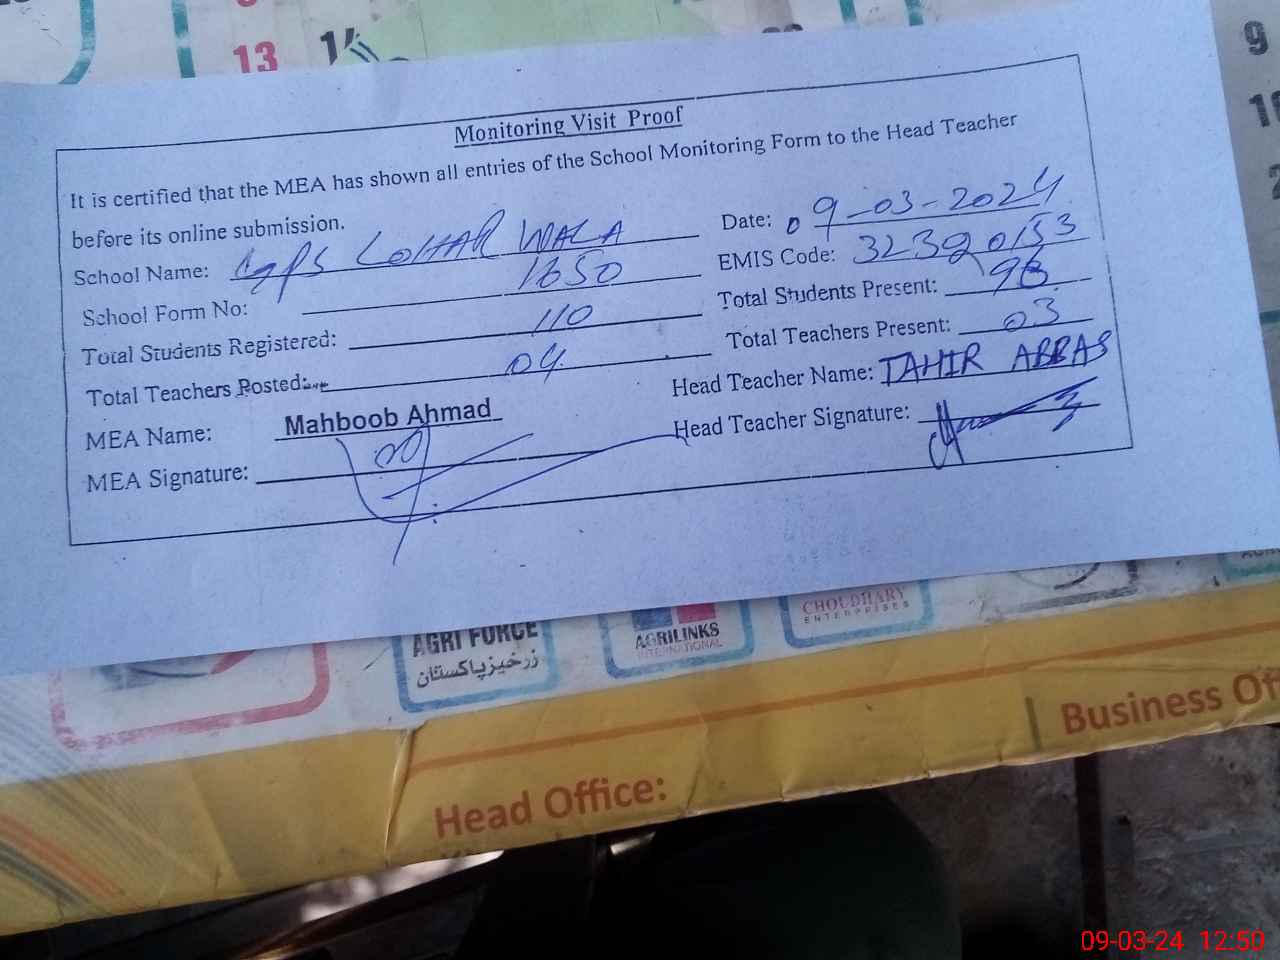 13 14
9
Monitoring Visit Proof
It is certified that the MEA has shown all entries of the School Monitoring Form to the Head Teacher
before its online submission.
Date: 09-03-2024
School Name: GPS LOHAR WALA
EMIS Code: 32320153
School Form No: 1650
Total Students Present: 96
Total Students Registered: 110
Total Teachers Present: 03
Total Teachers Posted: 04
Head Teacher Name: TAHIR ABBAS
MEA Name: Mahboob Ahmad
Head Teacher Signature:
MEA Signature:
AGRI FORCE
زرخیز پاکستان
AGRILINKS
INTERNATIONAL
CHOUDHARY
ENTERPRISES
Head Office:
Business Of
09-03-24 12:50